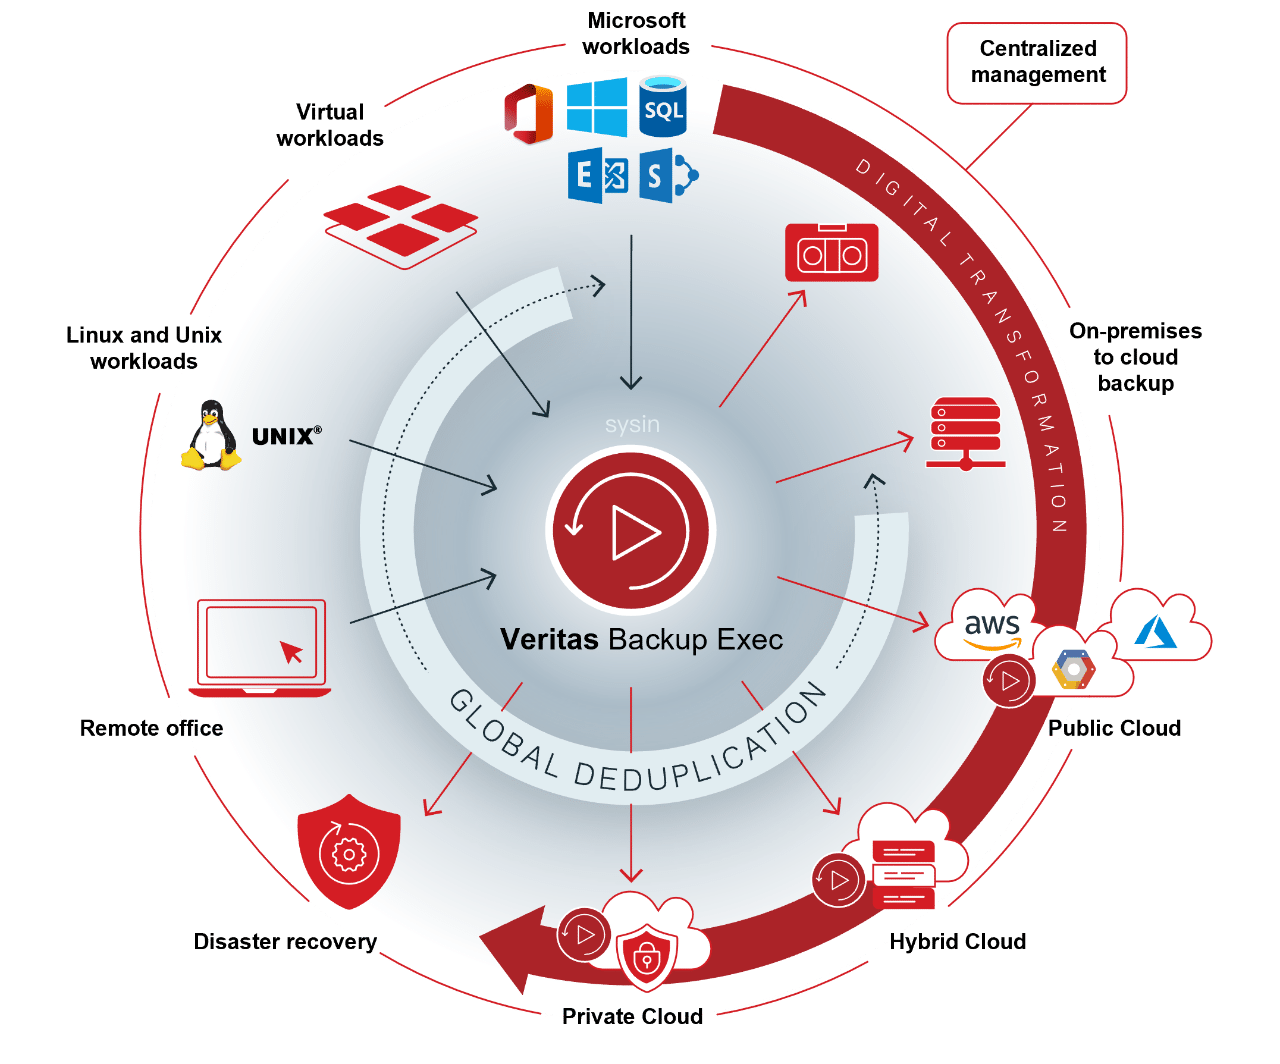 Microsoft
workloads
Centralized
management
Virtual
workloads
SQL
E
S
DIGITAL TRANSFORMATION
Linux and Unix
workloads
On-premises
to cloud
backup
UNIX®
sysin
Veritas Backup Exec
aws
GLOBAL DEDUPLICATION
Remote office
Public Cloud
Disaster recovery
Hybrid Cloud
Private Cloud